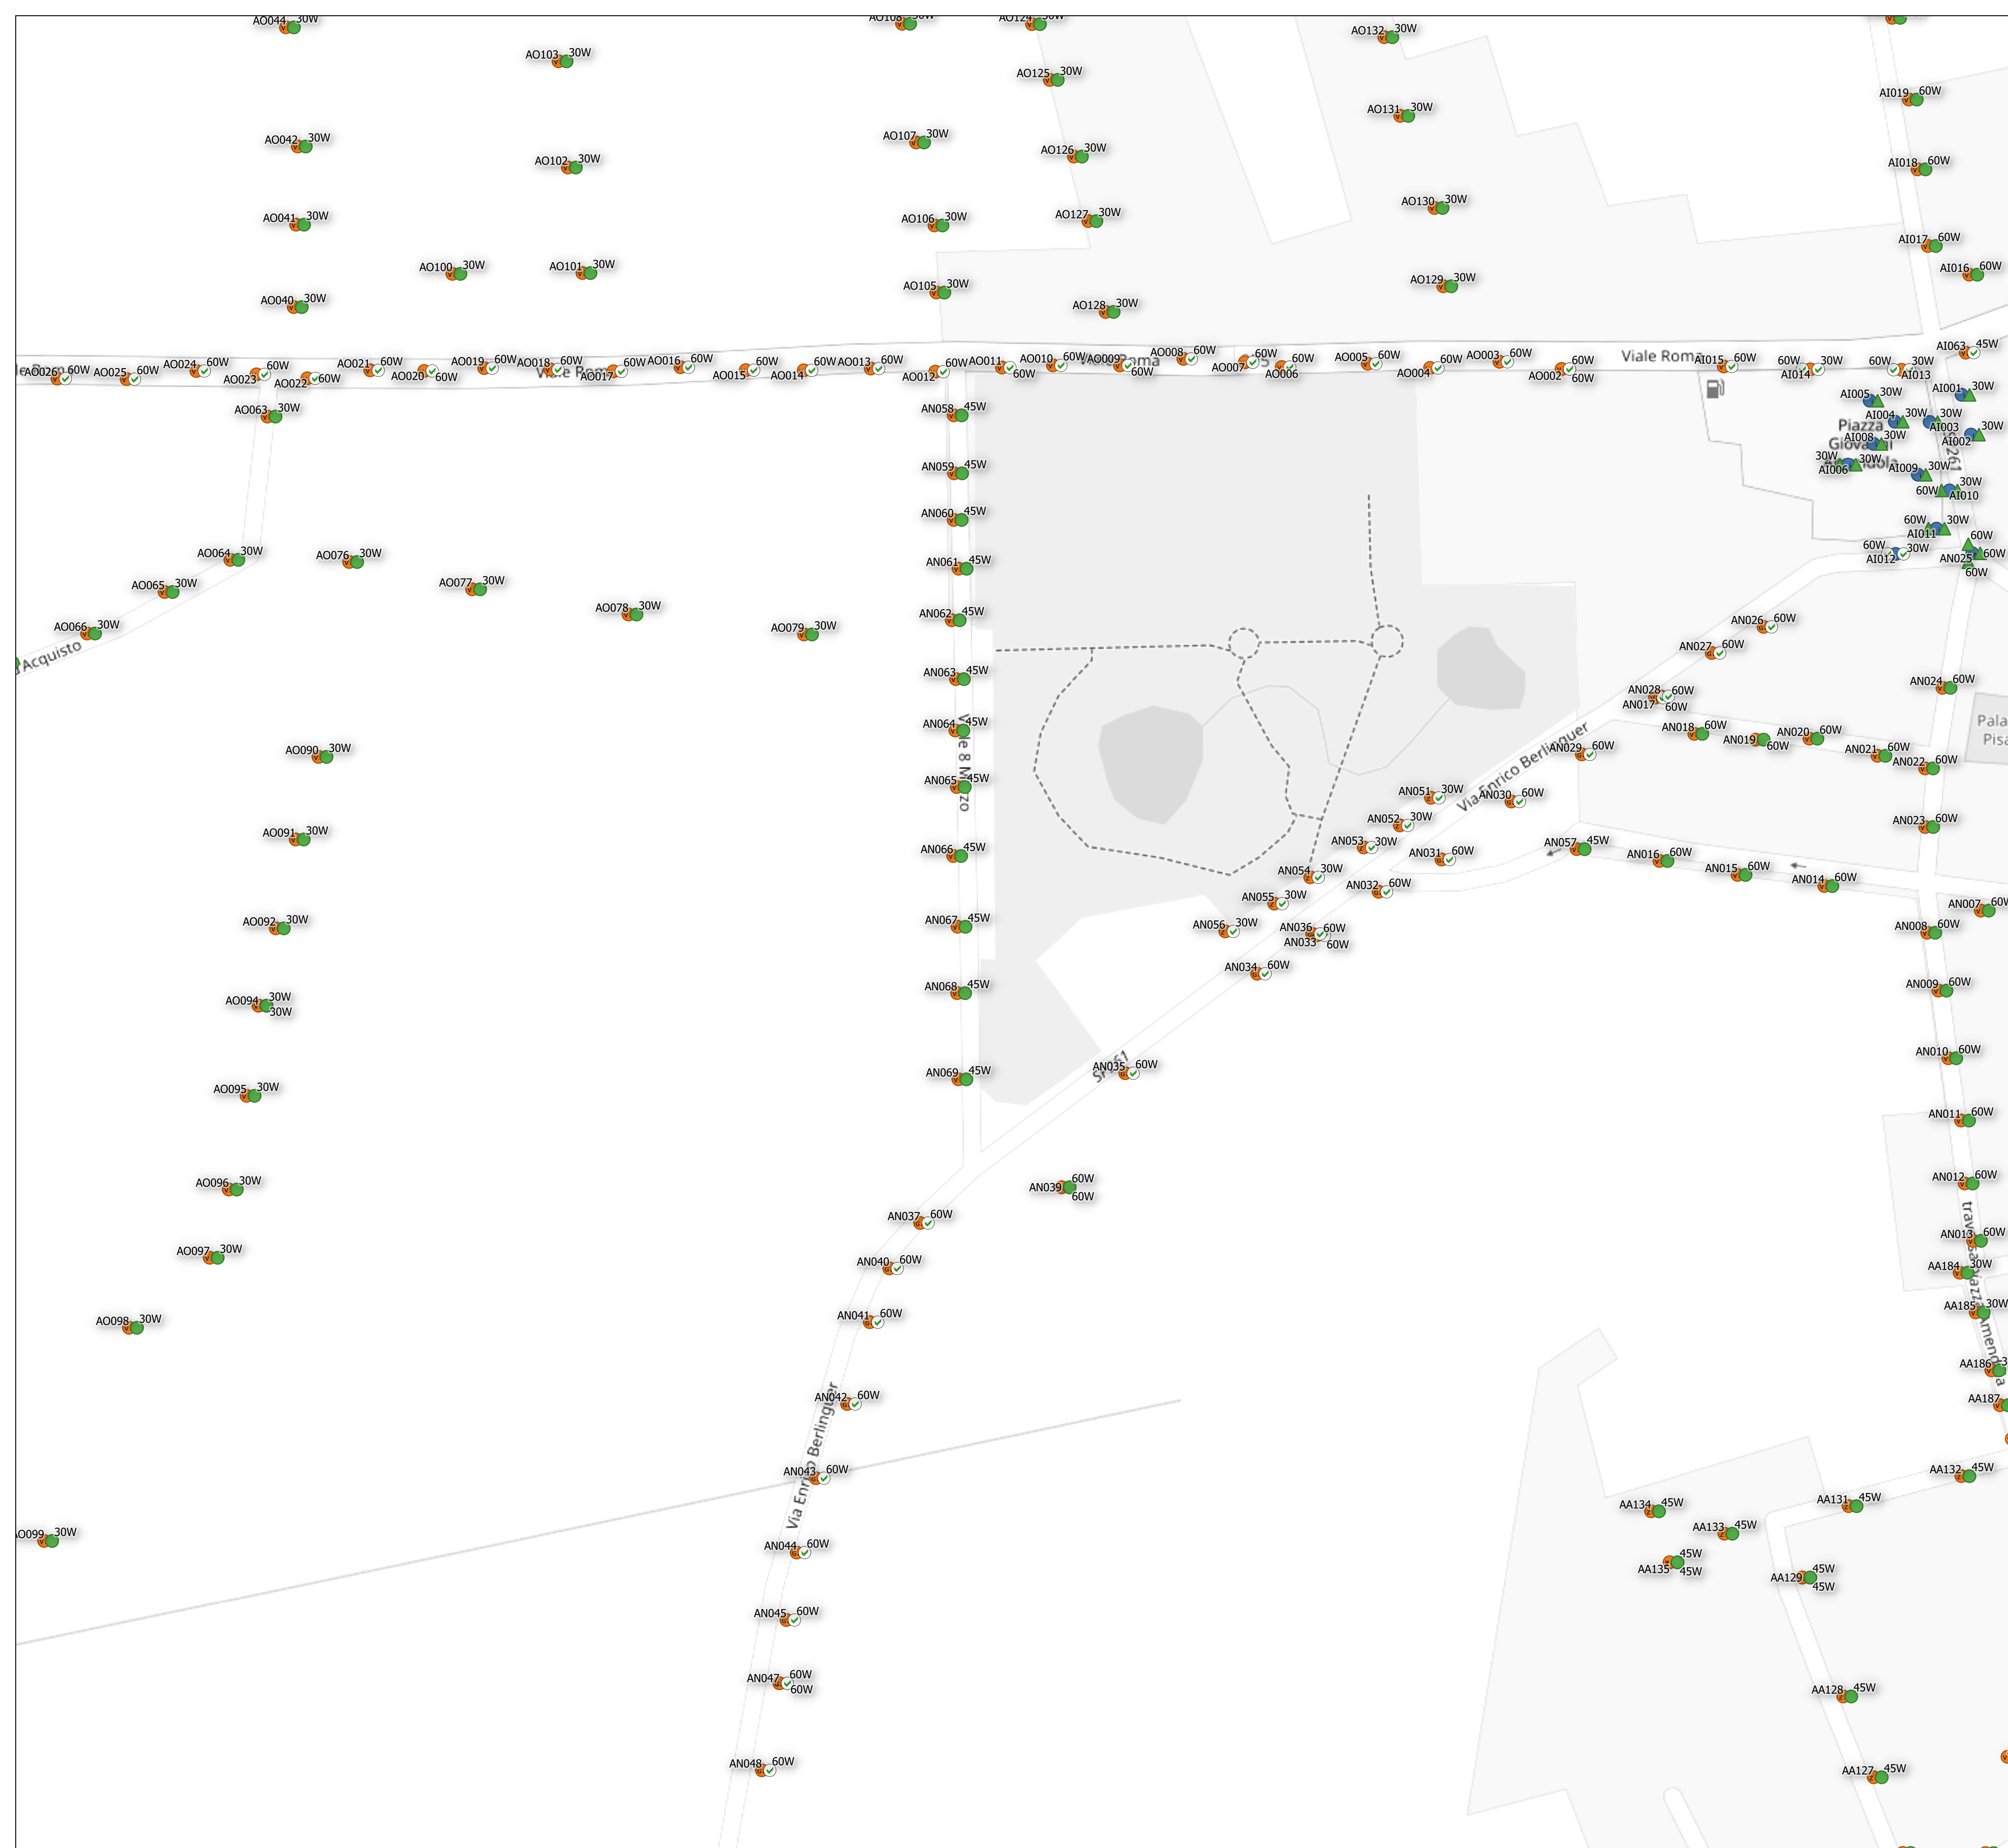 AO044 30W
AO108 30W
AO124 30W
AO132 30W
AO103 30W
AO125 30W
AI019 60W
AO131 30W
AO042 30W
AO107 30W
AO126 30W
AO102 30W
AI018 60W
AO130 30W
AO041 30W
AO106 30W
AO127 30W
AI017 60W
AO100 30W
AO101 30W
AI016 60W
AO129 30W
AO105 30W
AO040 30W
AO128 30W
AI063 45W
Viale Roma
AO026 60W
AO025 60W
AO024 60W
AO023 60W
AO022 60W
AO021 60W
AO020 60W
AO019 60W
AO018 60W
AO017 60W
AO016 60W
AO015 60W
AO014 60W
AO013 60W
AO012 60W
AO011 60W
AO010 60W
AO009 60W
AO008 60W
AO007 60W
AO006 60W
AO005 60W
AO004 60W
AO003 60W
AO002 60W
AI015 60W
60W 30W
AI014
60W 30W
AI013
AI001 30W
AI005 30W
AO063 30W
AN058 45W
AI004 30W
AI003 30W
Piazza
Giovanni
AI008 30W
AI002 30W
30W 30W
AI006
AI009 30W
AN059 45W
60W 30W
AI010
AN060 45W
60W 30W
AI011
60W 30W
AI012
60W
AN025 60W
60W
AO064 30W
AO076 30W
AN061 45W
AO065 30W
AO077 30W
AO078 30W
AN062 45W
AO066 30W
AO079 30W
AN026 60W
AN027 60W
Acquisto
AN063 45W
AN024 60W
AN028 60W
AN017 60W
AN064 45W
AN018 60W
AN019 60W
AN020 60W
AN021 60W
AN022 60W
Viale 8 Marzo
AO090 30W
AN029 60W
Via Enrico Berlinguer
AN065 45W
AN051 30W
AN030 60W
AN052 30W
AN023 60W
AO091 30W
AN053 30W
AN031 60W
AN057 45W
AN066 45W
AN016 60W
AN015 60W
AN014 60W
AN054 30W
AN032 60W
AN055 30W
AN007 60W
AO092 30W
AN067 45W
AN056 30W
AN036 60W
AN033 60W
AN008 60W
AN034 60W
AN068 45W
AN009 60W
AO094 30W
30W
AN010 60W
AN035 60W
AN069 45W
AO095 30W
AN011 60W
AO096 30W
AN039 60W
60W
AN012 60W
AN037 60W
AN013 60W
AO097 30W
AN040 60W
AA184 30W
AN041 60W
AA185 30W
AO098 30W
AA186
AN042 60W
AA187
Via Enrico Berlinguer
AN043 60W
AA132 45W
AA131 45W
AA134 45W
AA133 45W
AO099 30W
AN044 60W
AA135 45W
45W
AA129 45W
45W
AN045 60W
AN047 60W
60W
AA128 45W
AN048 60W
AA127 45W